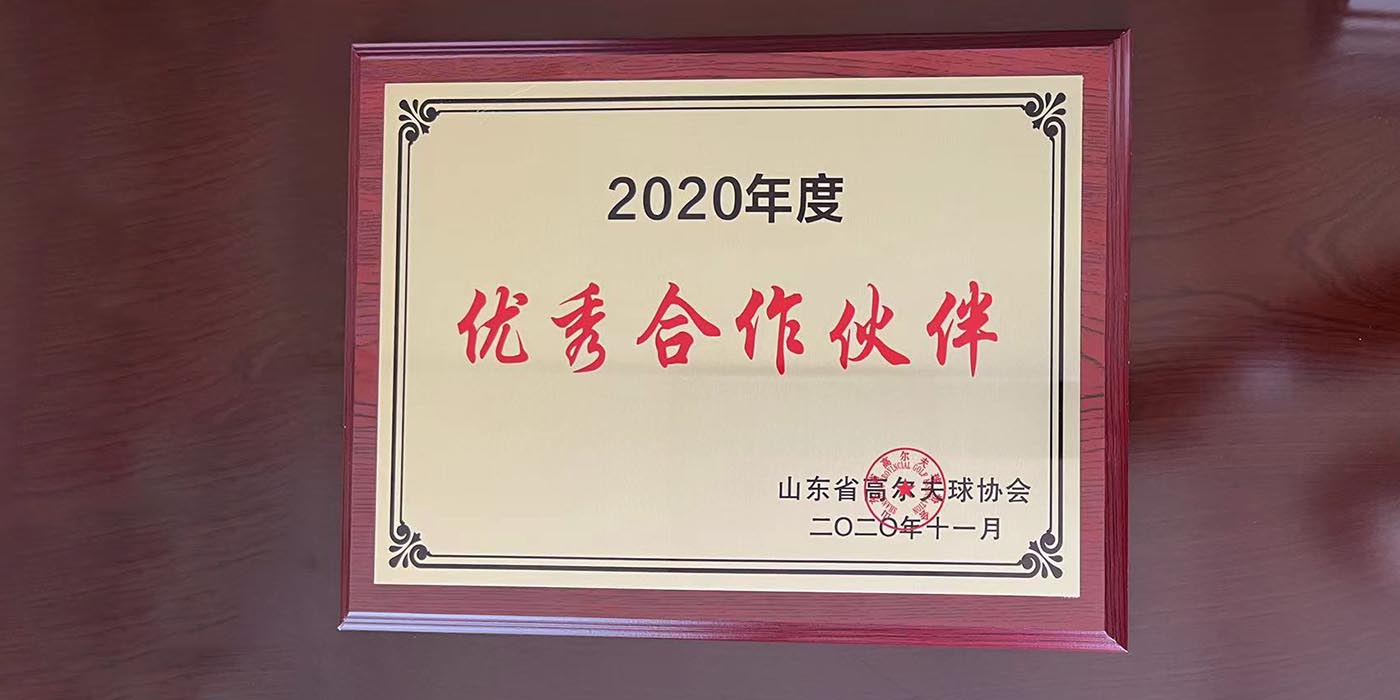 2020年度
优秀合作伙伴
山东省高尔夫球协会
二〇二〇年十一月